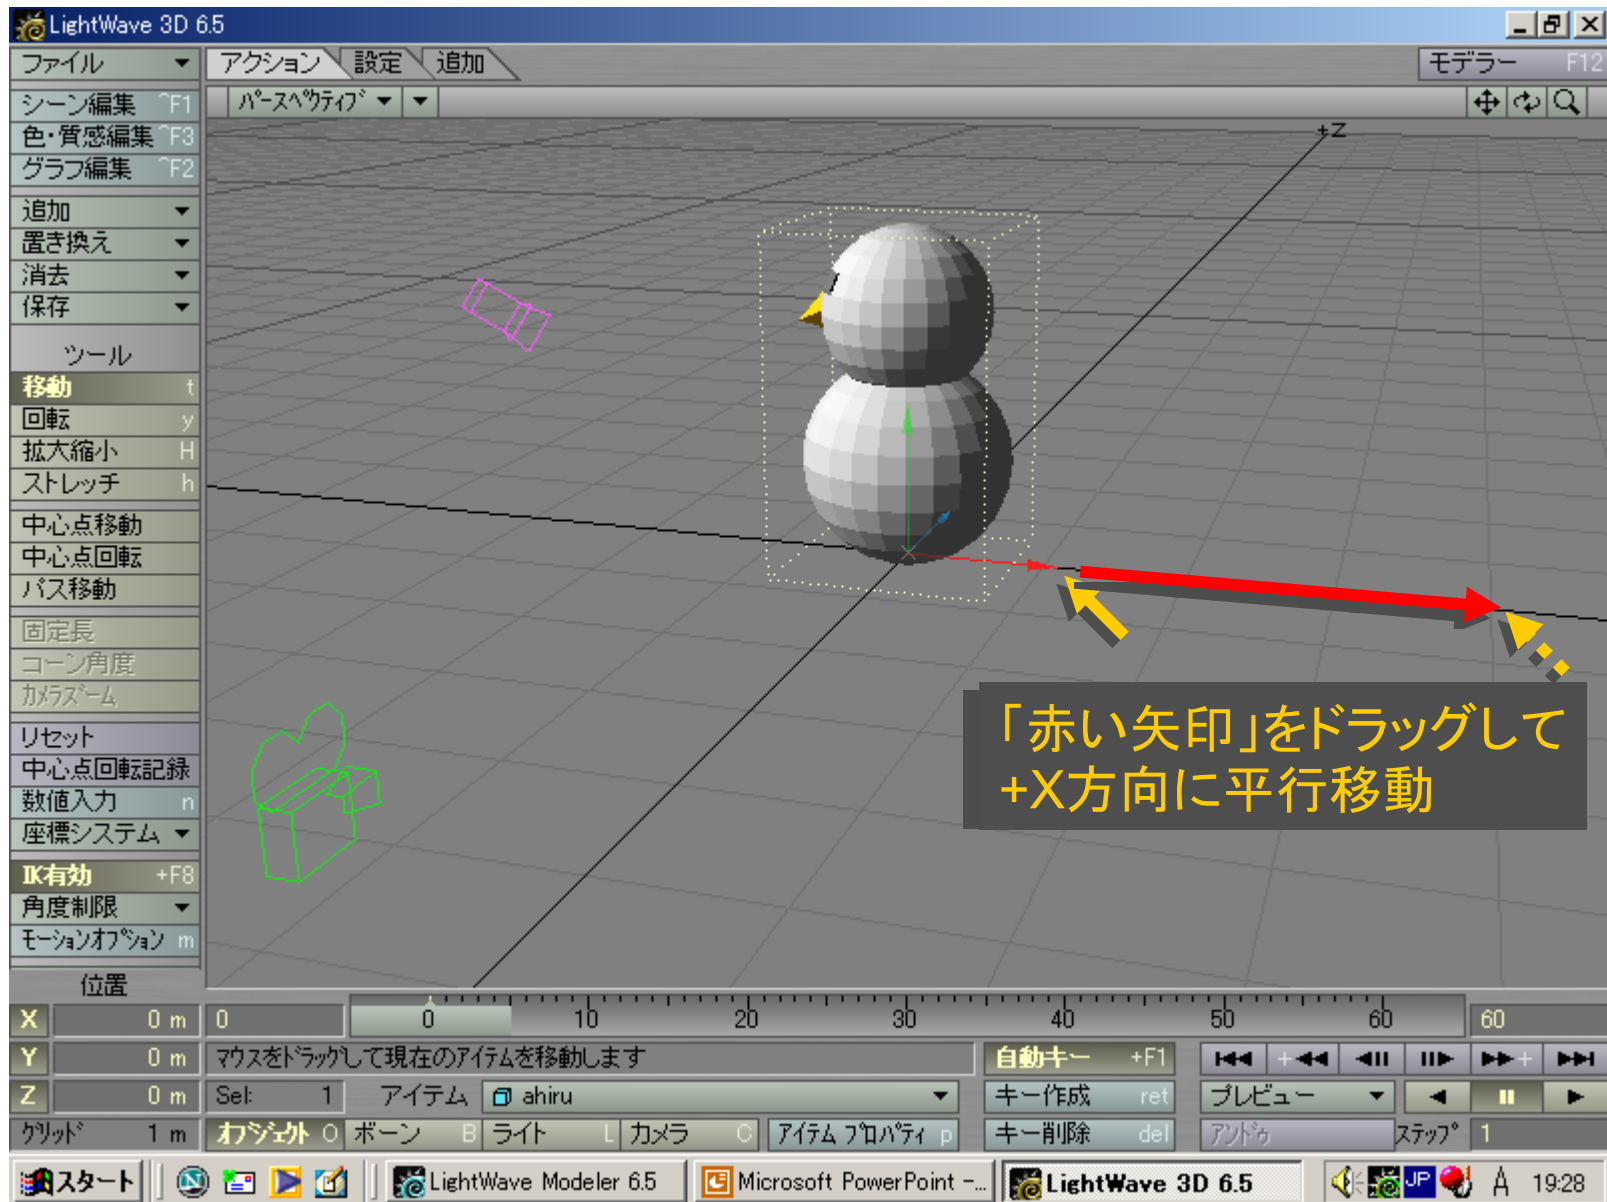 LightWave 3D 6.5
ファイル
アクション 設定 追加
モデラー F12
シーン編集 ^F1
パースペクティブ
色・質感編集 ^F3
グラフ編集 ^F2
+Z
追加
置き換え
消去
保存
ツール
移動 t
回転 y
拡大縮小 H
ストレッチ h
中心点移動
中心点回転
パス移動
固定長
コーン角度
カメラズーム
「赤い矢印」をドラッグして
+X方向に平行移動
リセット
中心点回転記録
数値入力 n
座標システム
IK有効 +F8
角度制限
モーションオプション m
位置
X 0 m 0 0 10 20 30 40 50 60 60
Y 0 m マウスをドラッグして現在のアイテムを移動します 自動キー +F1
Z 0 m Sel: 1 アイテム ahiru キー作成 ret プレビュー
グリッド 1 m オブジェクト O ボーン B ライト L カメラ C アイテム プロパティ p キー削除 del アンドゥ ステップ 1
スタート LightWave Modeler 6.5 Microsoft PowerPoint -... LightWave 3D 6.5 JP A 19:28